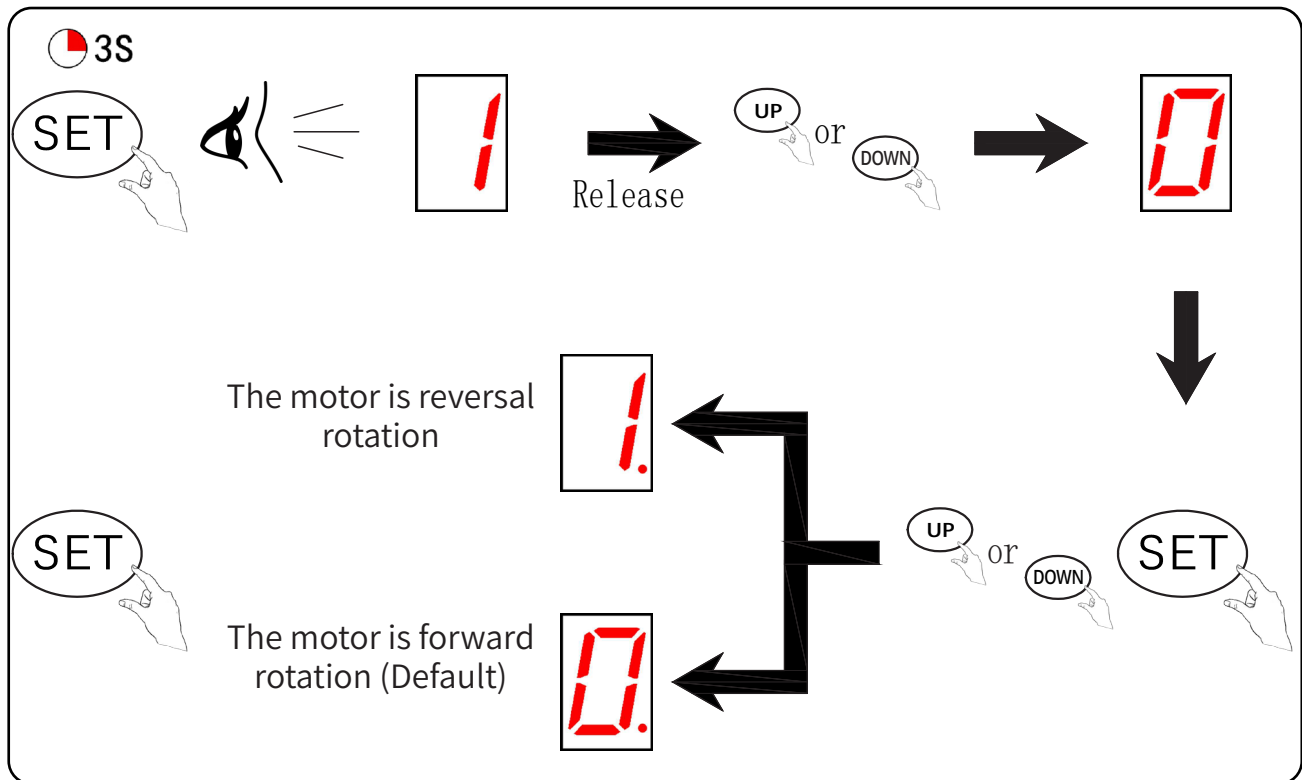 3S
SET
1
Release
UP
or
DOWN
0
The motor is reversal
rotation
1.
SET
The motor is forward
rotation (Default)
0.
UP
or
DOWN
SET